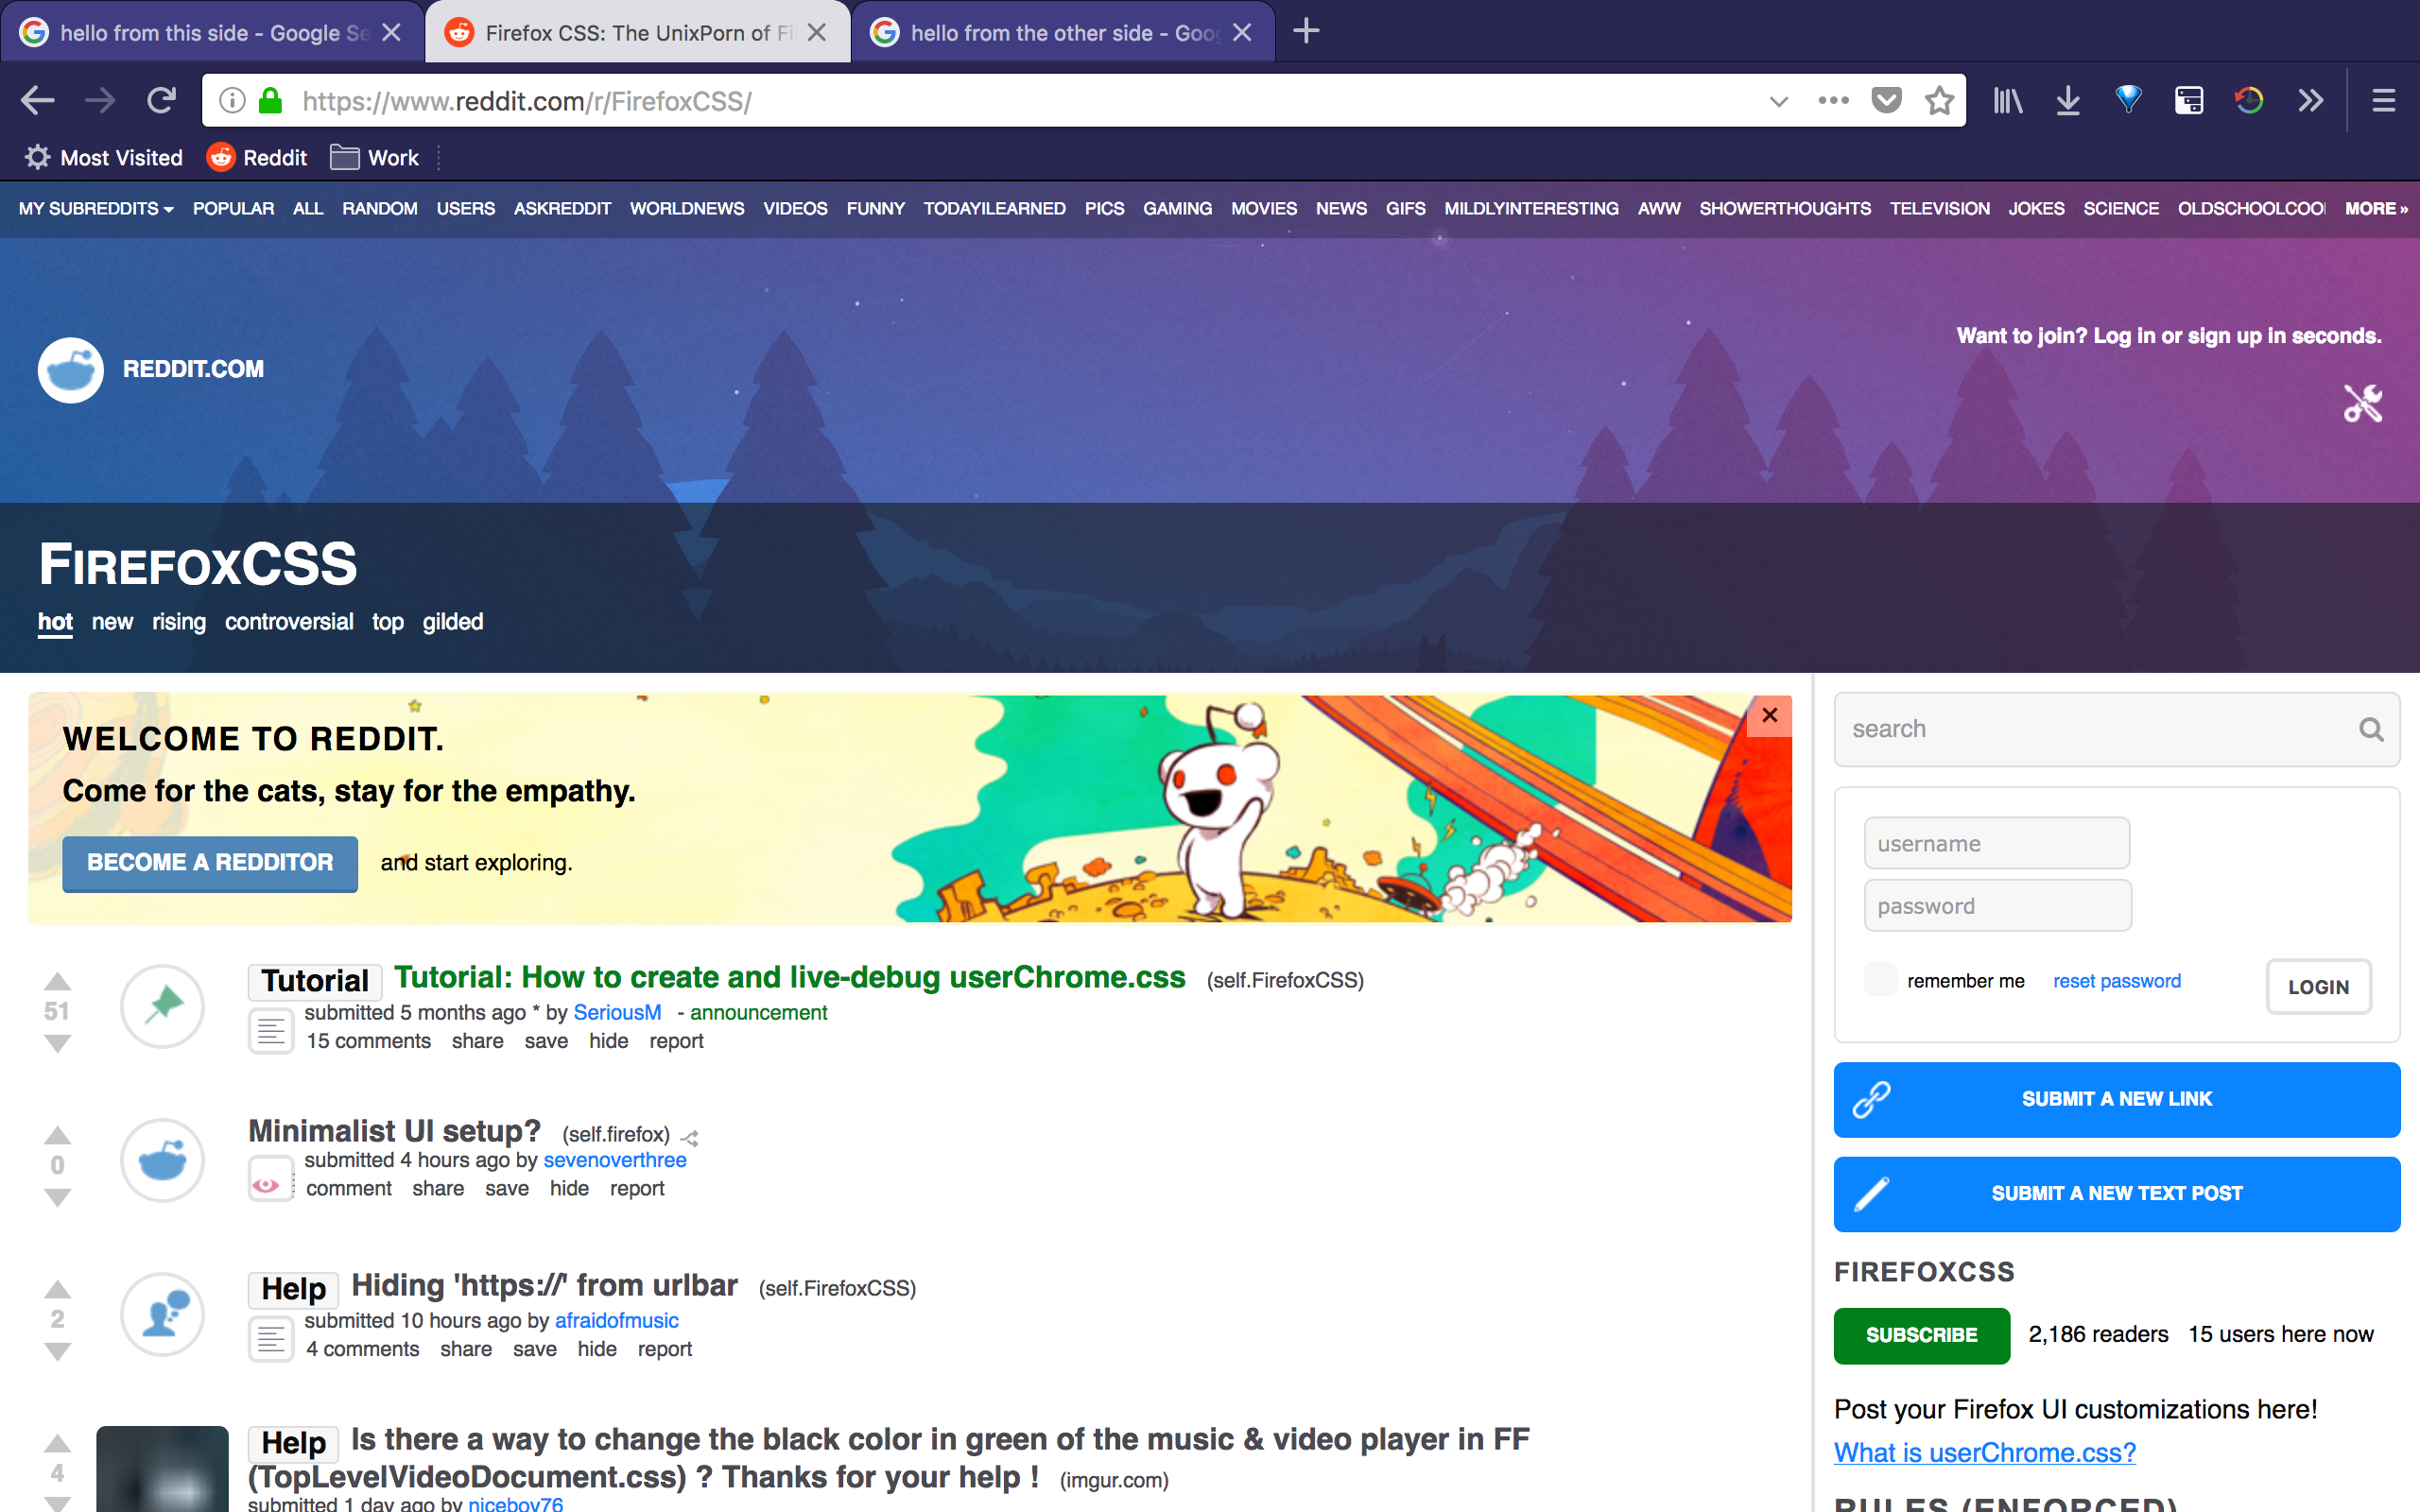 hello from this side - Google Se
Firefox CSS: The UnixPorn of Fi
hello from the other side - Goog
https://www.reddit.com/r/FirefoxCSS/
Most Visited Reddit Work
MY SUBREDDITS POPULAR ALL RANDOM USERS ASKREDDIT WORLDNEWS VIDEOS FUNNY TODAYILEARNED PICS GAMING MOVIES NEWS GIFS MILDLYINTERESTING AWW SHOWERTHOUGHTS TELEVISION JOKES SCIENCE OLDSCHOOLCOO MORE »
Want to join? Log in or sign up in seconds.
REDDIT.COM
FIREFOXCSS
hot new rising controversial top gilded
WELCOME TO REDDIT.
Come for the cats, stay for the empathy.
BECOME A REDDITOR and start exploring.
Tutorial Tutorial: How to create and live-debug userChrome.css (self.FirefoxCSS)
51
submitted 5 months ago * by SeriousM - announcement
15 comments share save hide report
Minimalist UI setup? (self.firefox)
0
submitted 4 hours ago by sevenoverthree
comment share save hide report
Help Hiding 'https://' from urlbar (self.FirefoxCSS)
2
submitted 10 hours ago by afraidofmusic
4 comments share save hide report
Help Is there a way to change the black color in green of the music & video player in FF
4
(TopLevelVideoDocument.css) ? Thanks for your help ! (imgur.com)
submitted 1 day ago by niceboy76
search
username
password
remember me reset password LOGIN
SUBMIT A NEW LINK
SUBMIT A NEW TEXT POST
FIREFOXCSS
SUBSCRIBE 2,186 readers 15 users here now
Post your Firefox UI customizations here!
What is userChrome.css?
RULES (ENFORCED)